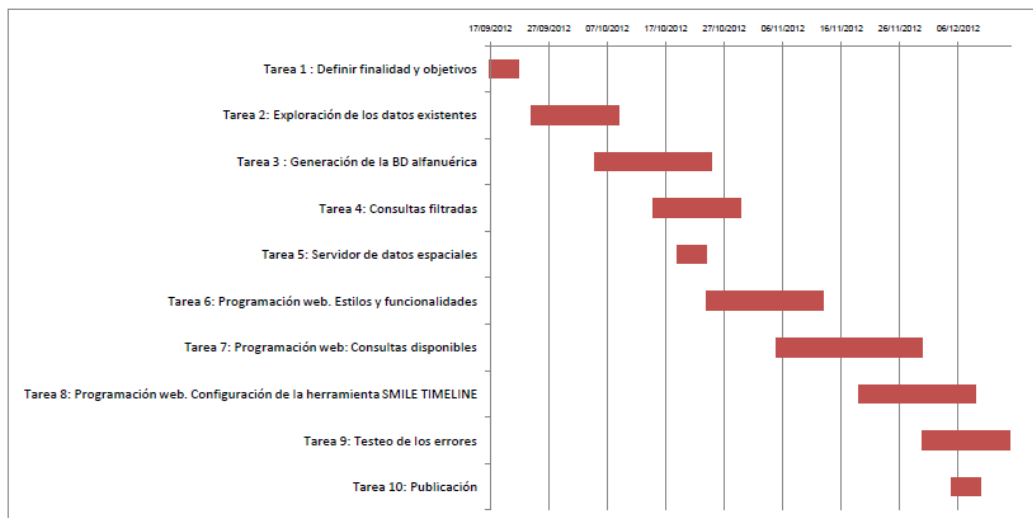 17/09/2012 27/09/2012 07/10/2012 17/10/2012 27/10/2012 06/11/2012 16/11/2012 26/11/2012 06/12/2012
Tarea 1 : Definir finalidad y objetivos
Tarea 2: Exploración de los datos existentes
Tarea 3 : Generación de la BD alfanuérica
Tarea 4: Consultas filtradas
Tarea 5: Servidor de datos espaciales
Tarea 6: Programación web. Estilos y funcionalidades
Tarea 7: Programación web: Consultas disponibles
Tarea 8: Programación web. Configuración de la herramienta SMILE TIMELINE
Tarea 9: Testeo de los errores
Tarea 10: Publicación